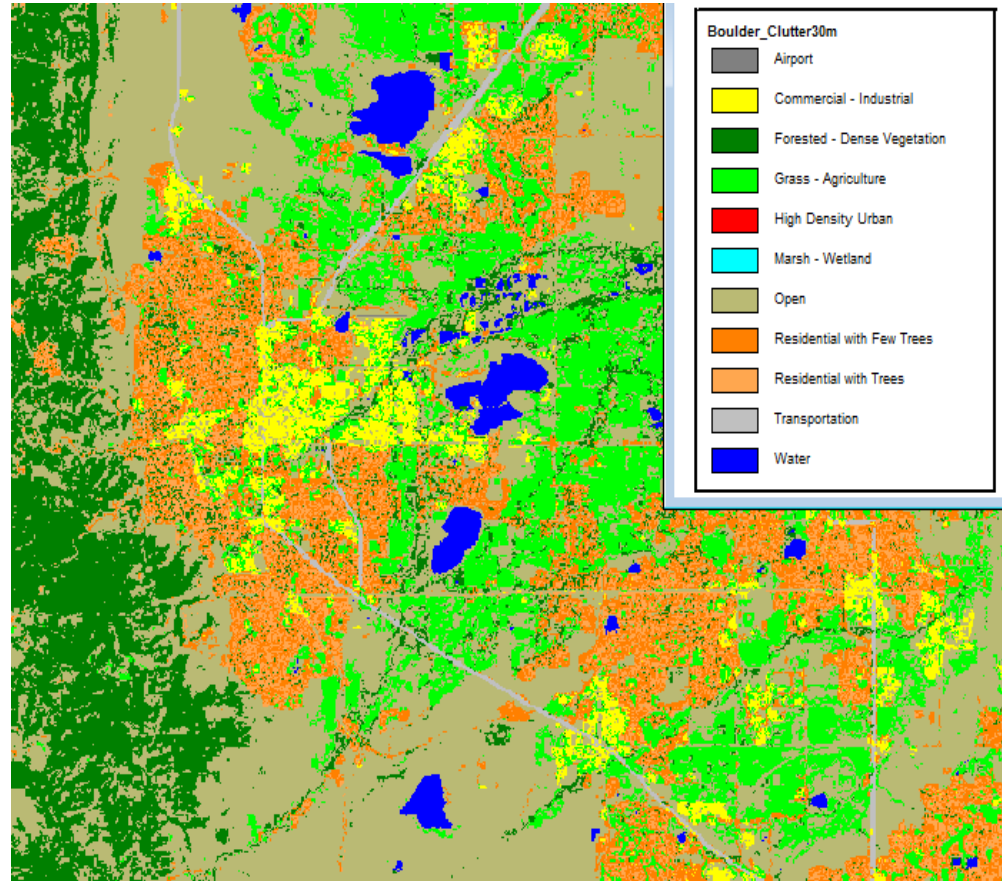 Boulder_Clutter30m
Airport
Commercial - Industrial
Forested - Dense Vegetation
Grass - Agriculture
High Density Urban
Marsh - Wetland
Open
Residential with Few Trees
Residential with Trees
Transportation
Water